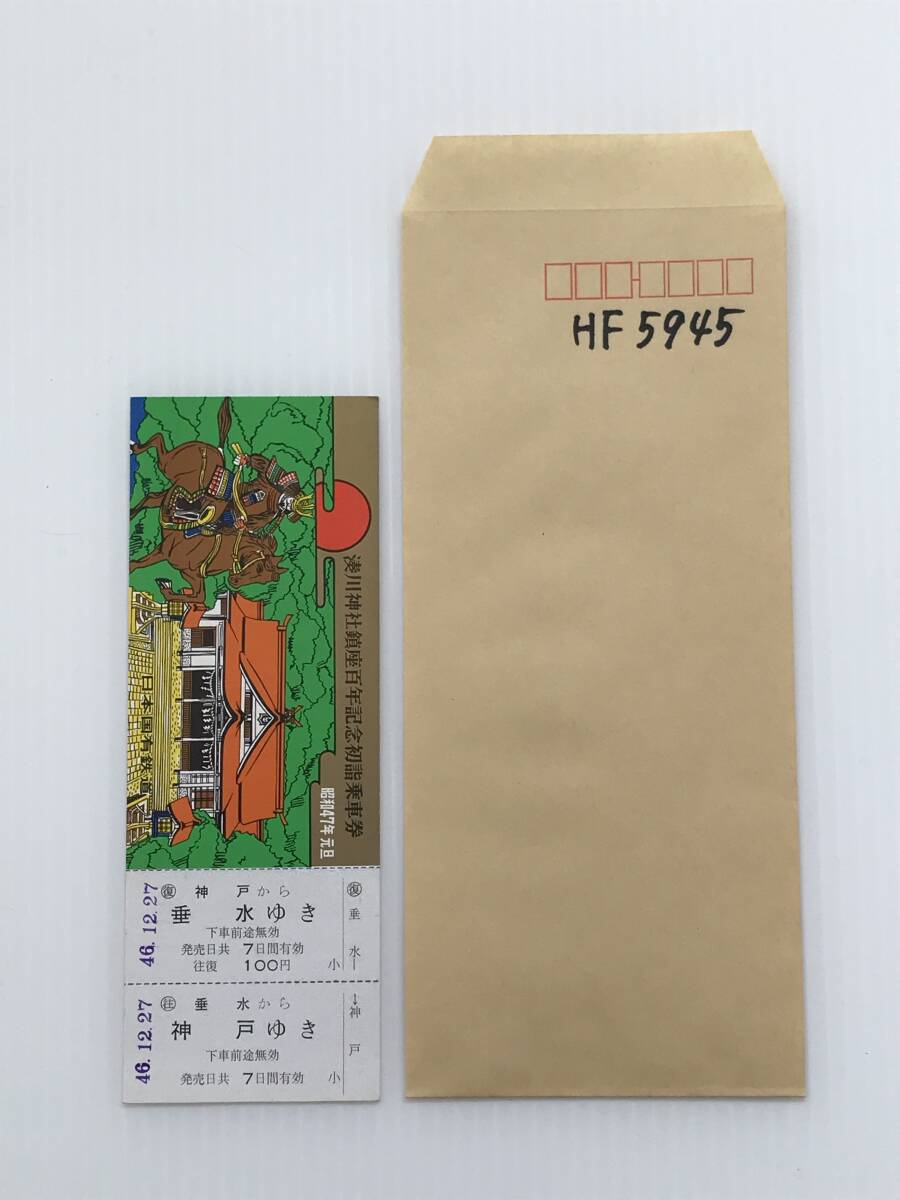 HF 5945
湊川神社鎮座百年記念初詣乗車券
昭和47年元旦
日本国有鉄道
46.12.27
復 神戸から
垂水ゆき
下車前途無効
発売日共 7日間有効
往復 100円
小
復 垂水―
46.12.27
往 垂水から
神戸ゆき
下車前途無効
発売日共 7日間有効
小
戸